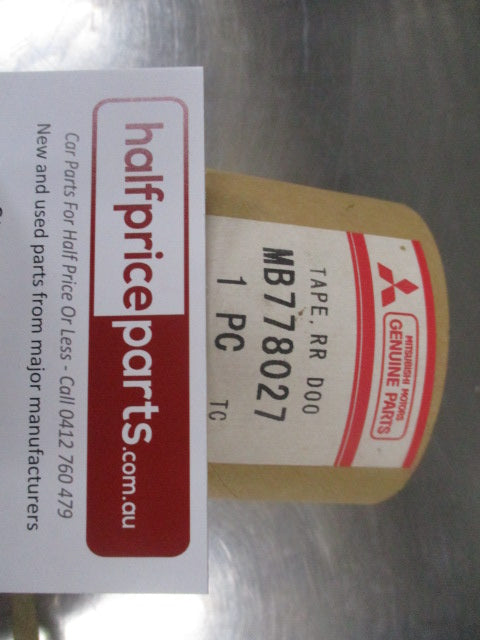 halfpriceparts.com.au
Car Parts For Half Price Or Less - Call 0412 760 479
New and used parts from major manufacturers
MITSUBISHI MOTORS
GENUINE PARTS
TAPE, RR DOO
MB778027
1 PC
TC